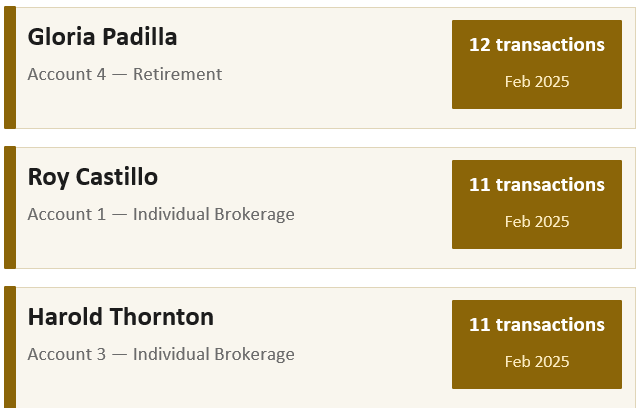 Gloria Padilla
Account 4 — Retirement
12 transactions
Feb 2025
Roy Castillo
Account 1 — Individual Brokerage
11 transactions
Feb 2025
Harold Thornton
Account 3 — Individual Brokerage
11 transactions
Feb 2025